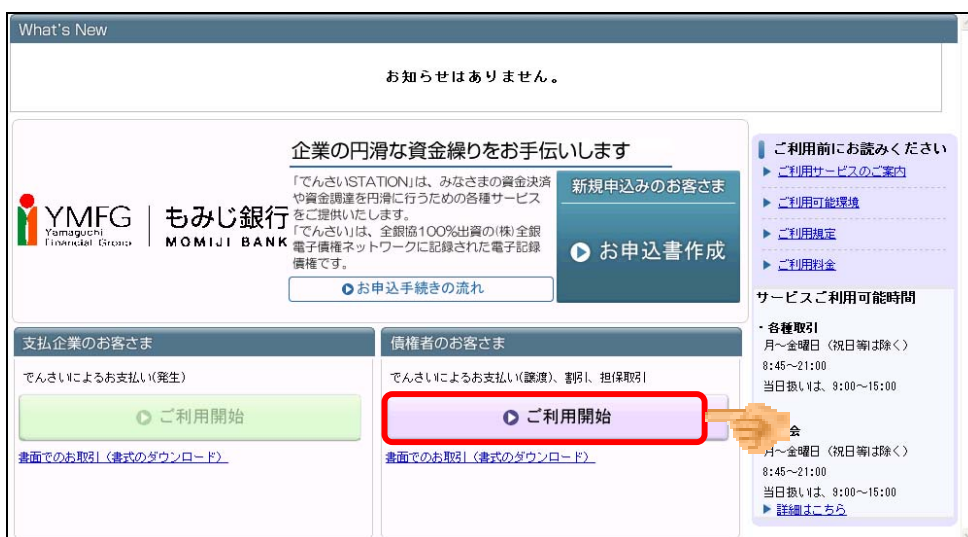 What's New
お知らせはありません。
YMFG
Yamaguchi
Financial Group
もみじ銀行
MOMIJI BANK
企業の円滑な資金繰りをお手伝いします
「でんさいSTATION」は、みなさまの資金決済
や資金調達を円滑に行うための各種サービス
をご提供いたします。
「でんさい」は、全銀協100%出資の(株)全銀
電子債権ネットワークに記録された電子記録
債権です。
お申込手続きの流れ
新規申込みのお客さま
お申込書作成
支払企業のお客さま
でんさいによるお支払い(発生)
ご利用開始
書面でのお取引(書式のダウンロード)
債権者のお客さま
でんさいによるお支払い(譲渡)、割引、担保取引
ご利用開始
書面でのお取引(書式のダウンロード)
ご利用前にお読みください
ご利用サービスのご案内
ご利用可能環境
ご利用規定
ご利用料金
サービスご利用可能時間
・各種取引
月～金曜日(祝日等は除く)
8:45～21:00
当日扱いは、9:00～15:00
会
月～金曜日(祝日等は除く)
8:45～21:00
当日扱いは、9:00～15:00
詳細はこちら